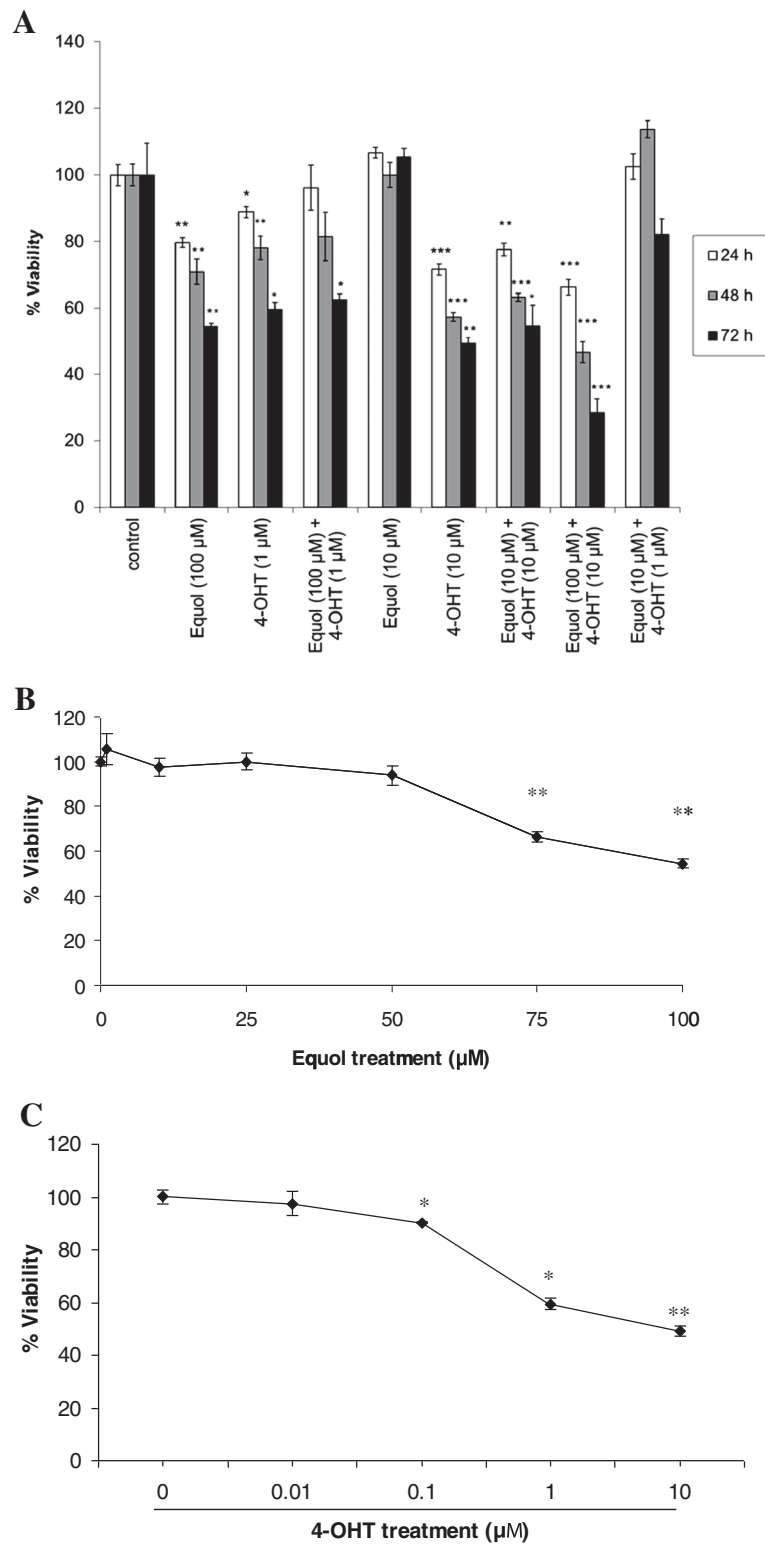 A
140
120
100
80
60
40
20
0
% Viability
**
**
**
*
**
*
*
***
***
**
**
***
*
***
***
***
24 h
48 h
72 h
control
Equol (100 µM)
4-OHT (1 µM)
Equol (100 µM) +
4-OHT (1 µM)
Equol (10 µM)
4-OHT (10 µM)
Equol (10 µM) +
4-OHT (10 µM)
Equol (100 µM) +
4-OHT (10 µM)
Equol (10 µM) +
4-OHT (1 µM)
B
120
100
80
60
40
20
0
% Viability
**
**
0 25 50 75 100
Equol treatment (µM)
C
120
100
80
60
40
20
0
% Viability
*
*
**
0 0.01 0.1 1 10
4-OHT treatment (µM)